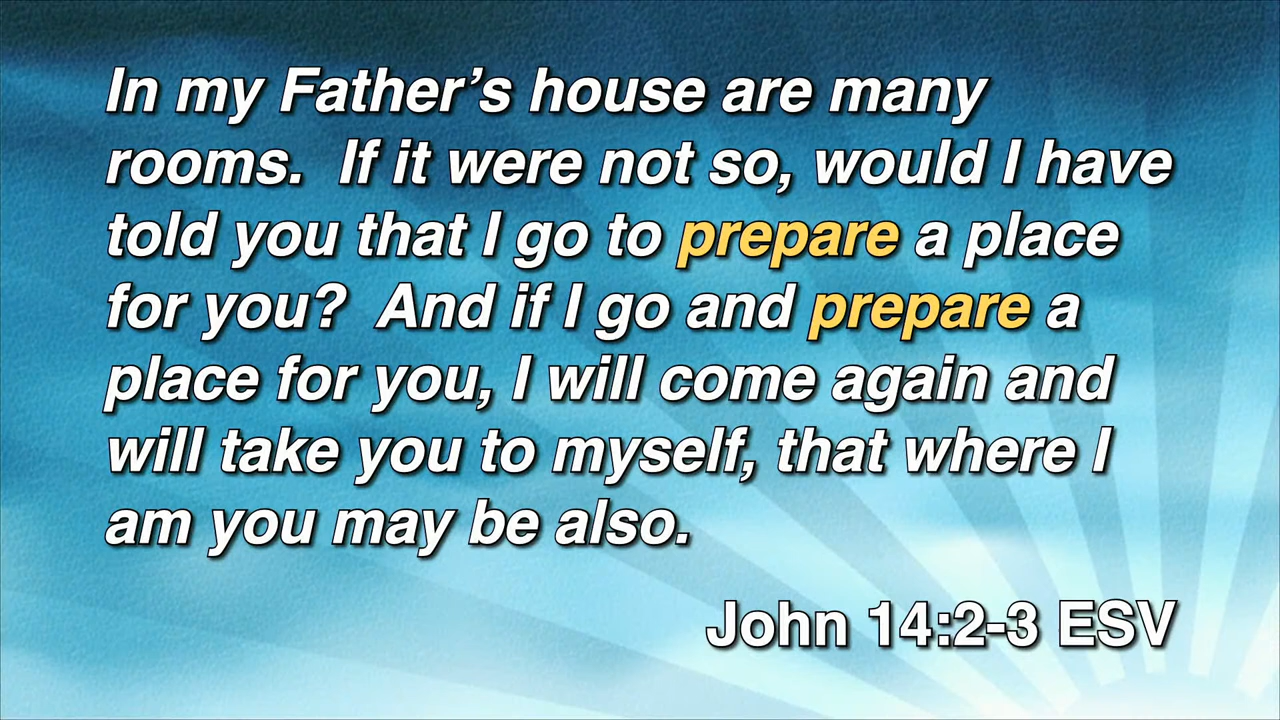 In my Father’s house are many
rooms.  If it were not so, would I have
told you that I go to prepare a place
for you?  And if I go and prepare a
place for you, I will come again and
will take you to myself, that where I
am you may be also.
John 14:2-3 ESV